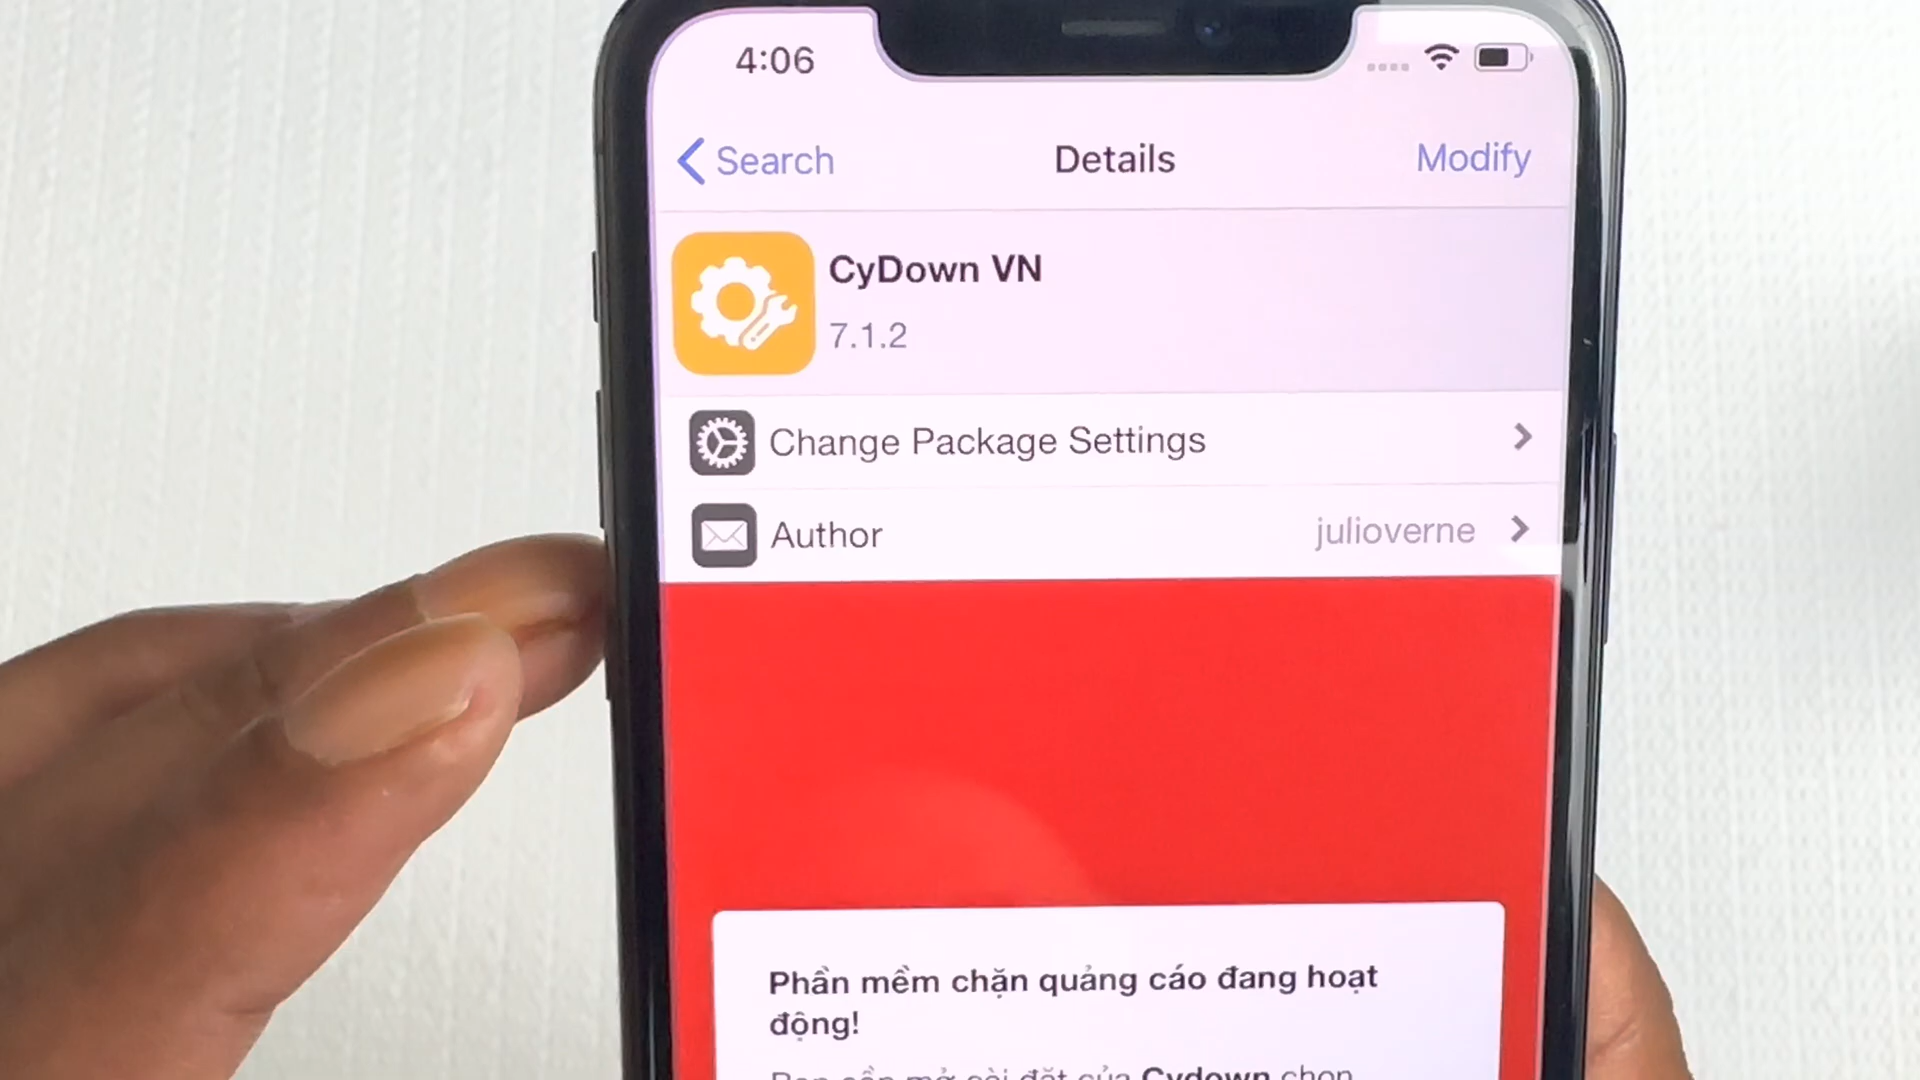 4:06
Search
Details
Modify
CyDown VN
7.1.2
Change Package Settings
Author
julioverne
Phần mềm chặn quảng cáo đang hoạt
động!
Bạn cần mở cài đặt của Cydown chọn